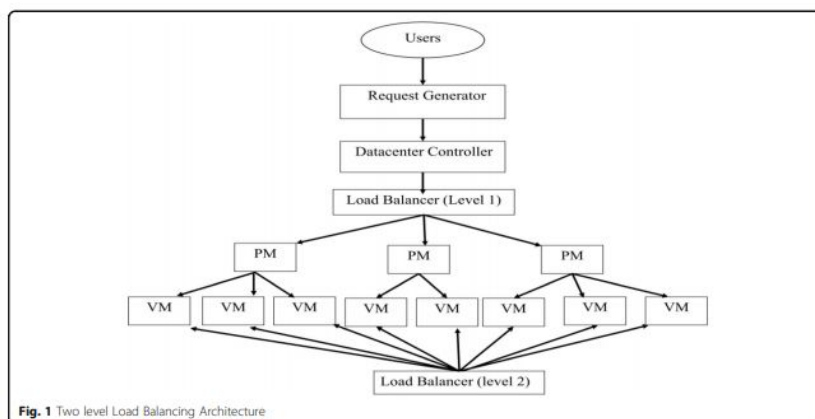 Users
Request Generator
Datacenter Controller
Load Balancer (Level 1)
PM PM PM
VM VM VM VM VM VM VM VM
Load Balancer (level 2)
Fig. 1 Two level Load Balancing Architecture